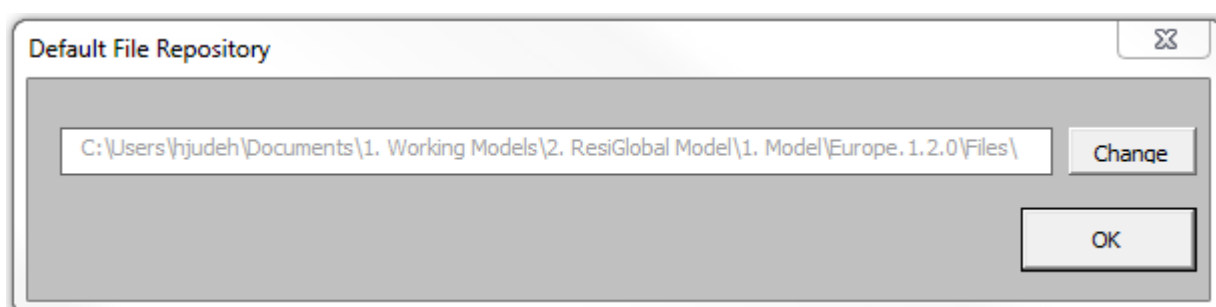 Default File Repository
C:\Users\hjudeh\Documents\1. Working Models\2. ResiGlobal Model\1. Model\Europe.1.2.0\Files\
Change
OK